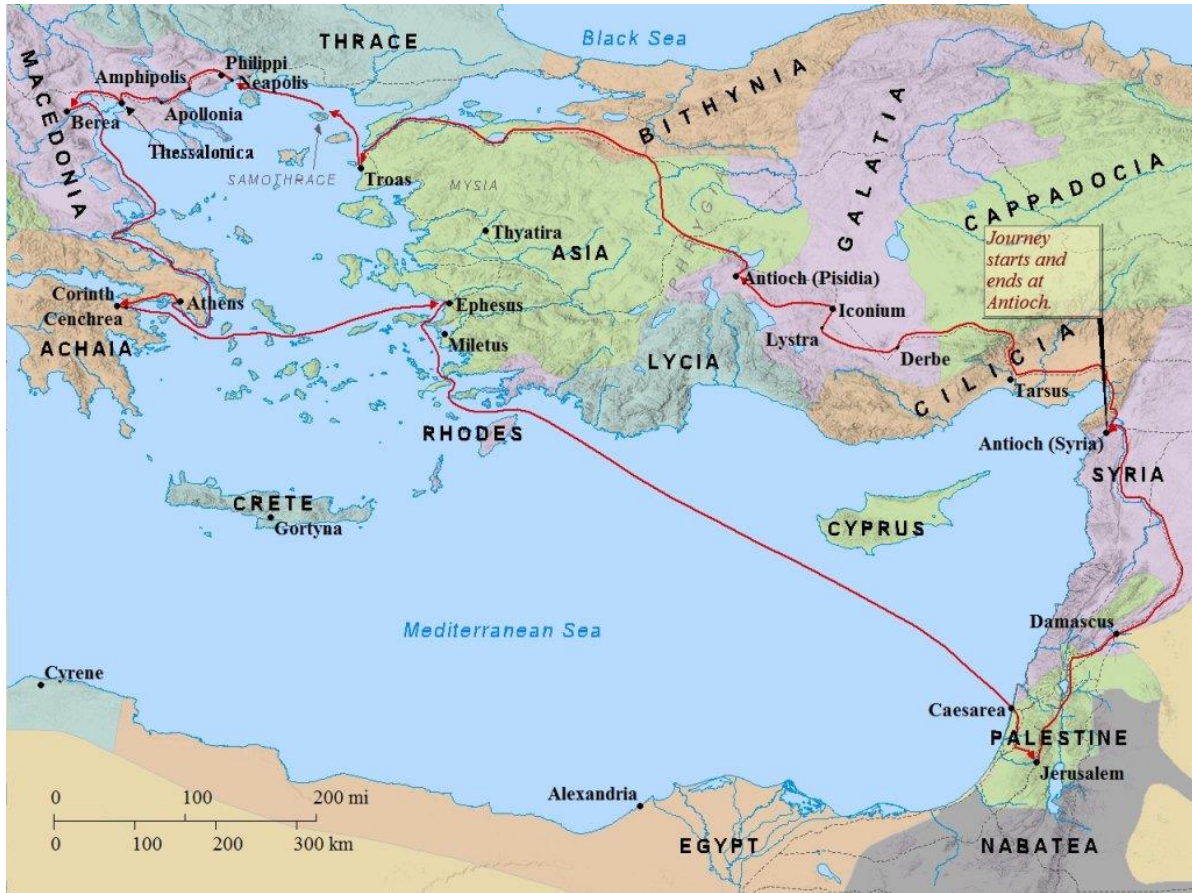 THRACE
Black Sea
MACEDONIA
Philippi
Amphipolis
Neapolis
BITHYNIA
PONTUS
Berea
Apollonia
Thessalonica
GALATIA
SAMOTHRACE
Troas
MYSIA
CAPPADOCIA
Thyatira
ASIA
PHRYG
Journey
starts and
ends at
Antioch.
Antioch (Pisidia)
Corinth
Athens
Ephesus
Iconium
Cenchrea
Lystra
Miletus
ACHAIA
Derbe
LYCIA
CILICIA
Tarsus
RHODES
Antioch (Syria)
SYRIA
CRETE
Gortyna
CYPRUS
Damascus
Mediterranean Sea
Cyrene
Caesarea
PALESTINE
Jerusalem
Alexandria
0 100 200 mi
0 100 200 300 km
EGYPT
NABATEA